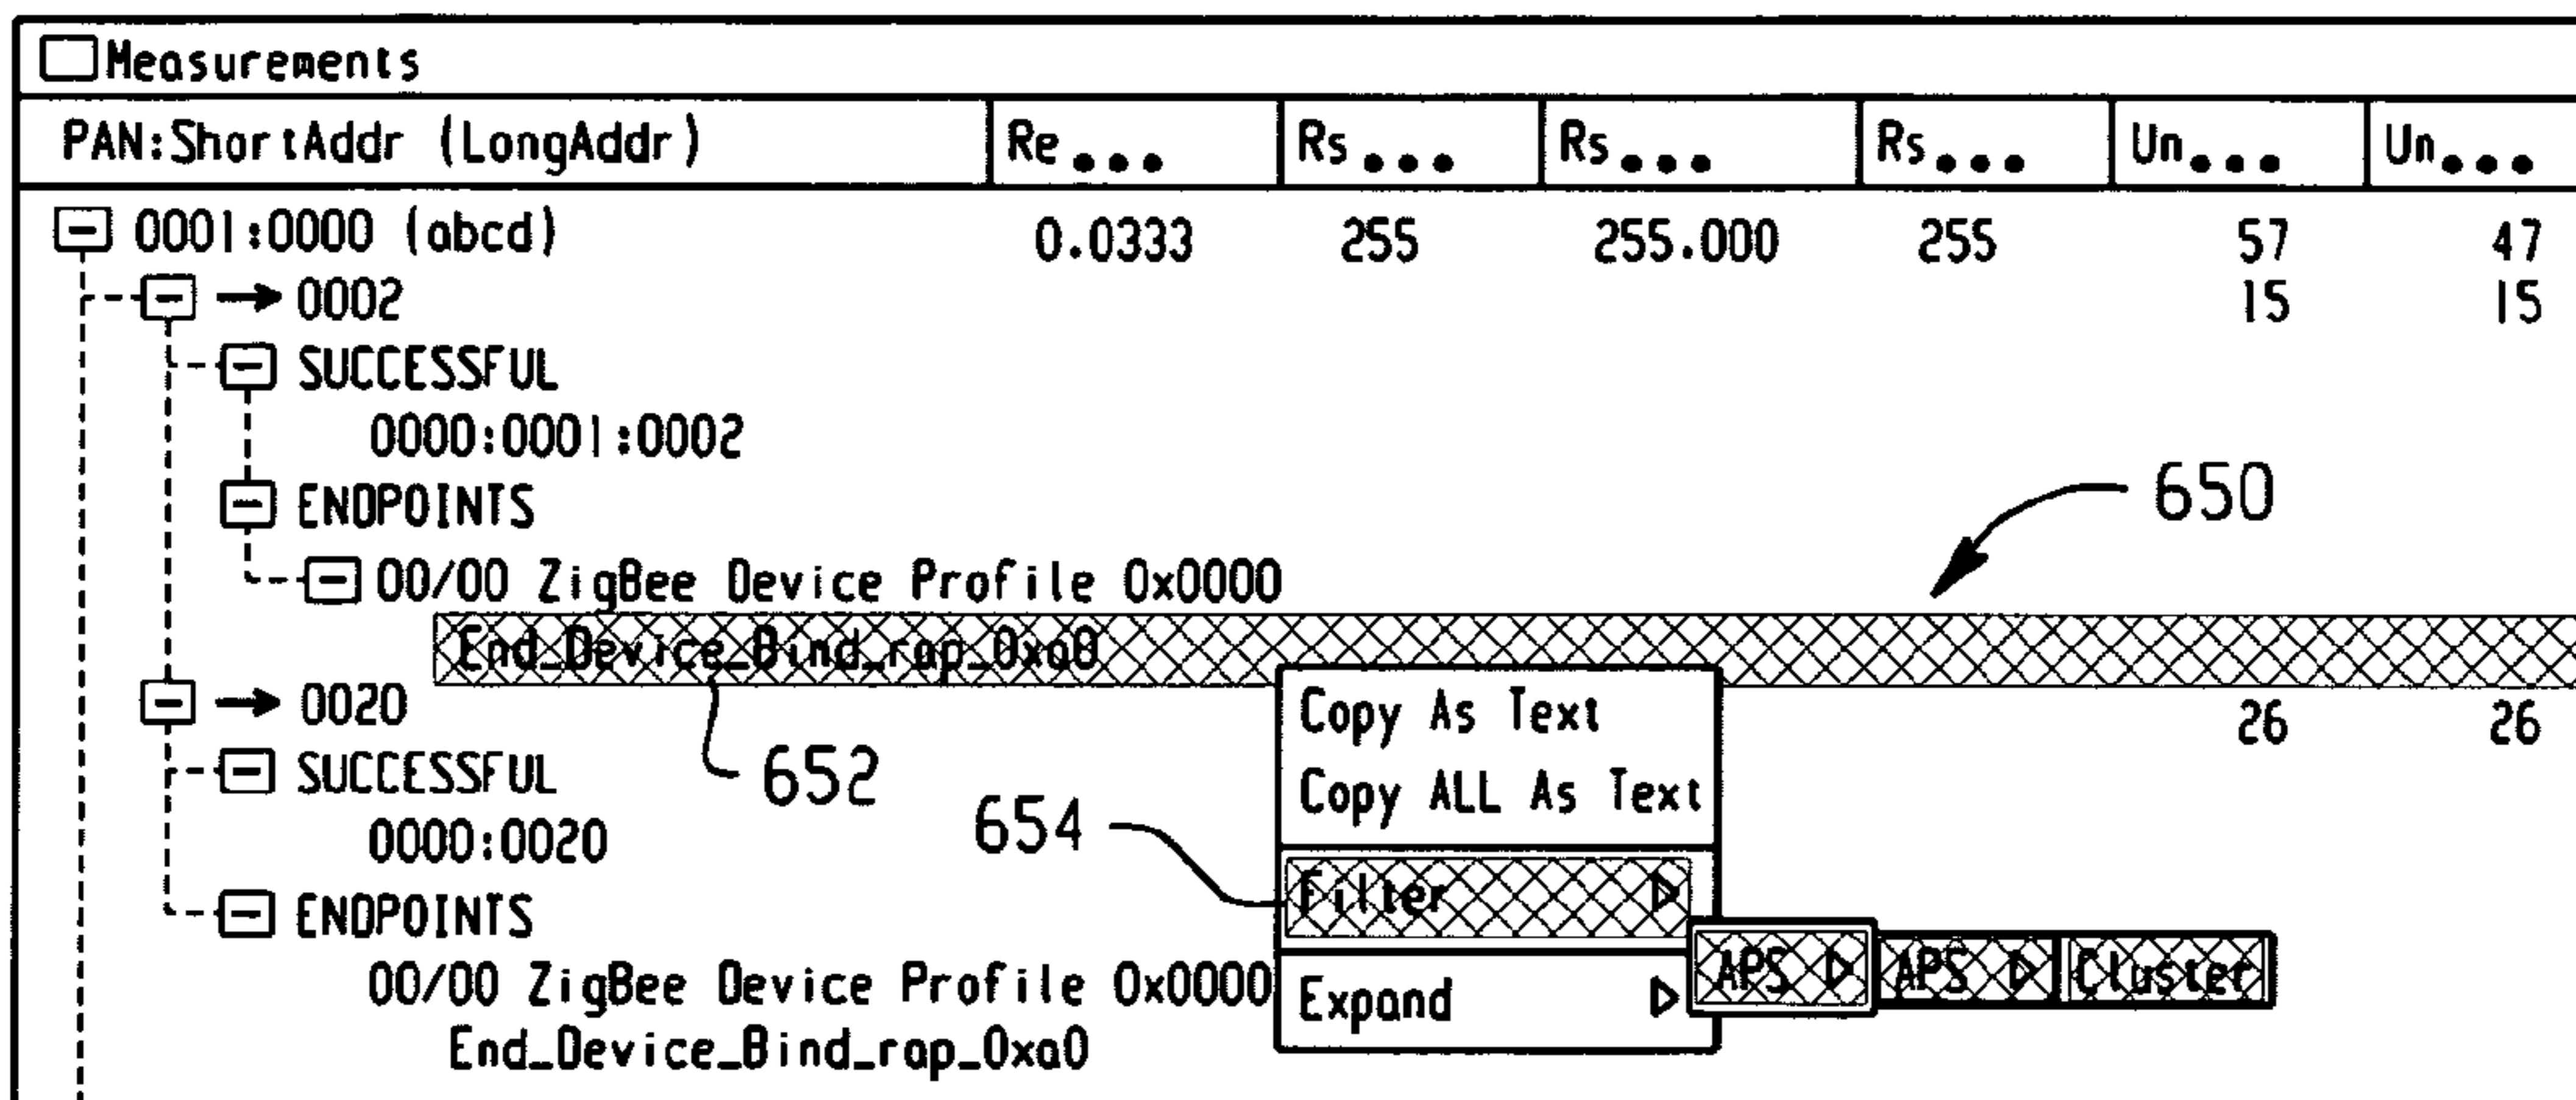 Measurements
PAN:ShortAddr (LongAddr) Re... Rs... Rs... Rs... Un... Un...
0001:0000 (abcd) 0.0333 255 255.000 255 57 47
→ 0002 15 15
SUCCESSFUL
0000:0001:0002
ENDPOINTS
650
00/00 ZigBee Device Profile 0x0000
End_Device_Bind_rap_0xa0
→ 0020 26 26
Copy As Text
SUCCESSFUL
652
Copy ALL As Text
654
0000:0020
Filter
ENDPOINTS
APS APS Cluster
00/00 ZigBee Device Profile 0x0000
Expand
End_Device_Bind_rap_0xa0